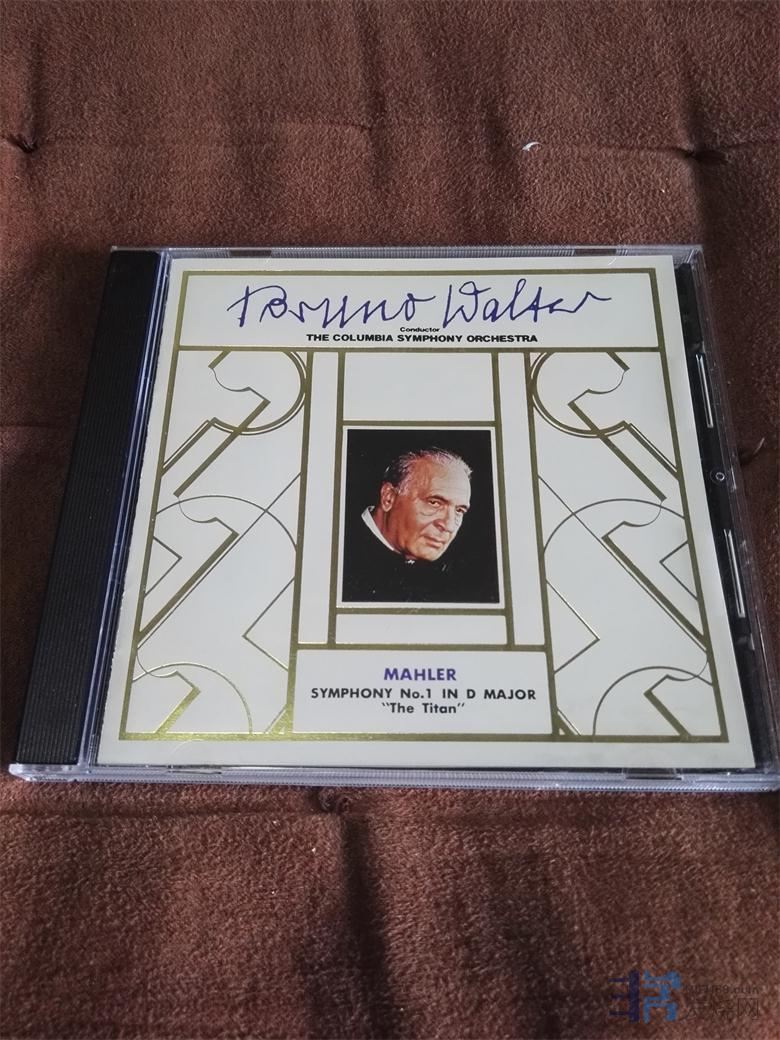 Bruno Walter
Conductor
THE COLUMBIA SYMPHONY ORCHESTRA
MAHLER
SYMPHONY No.1 IN D MAJOR
"The Titan"